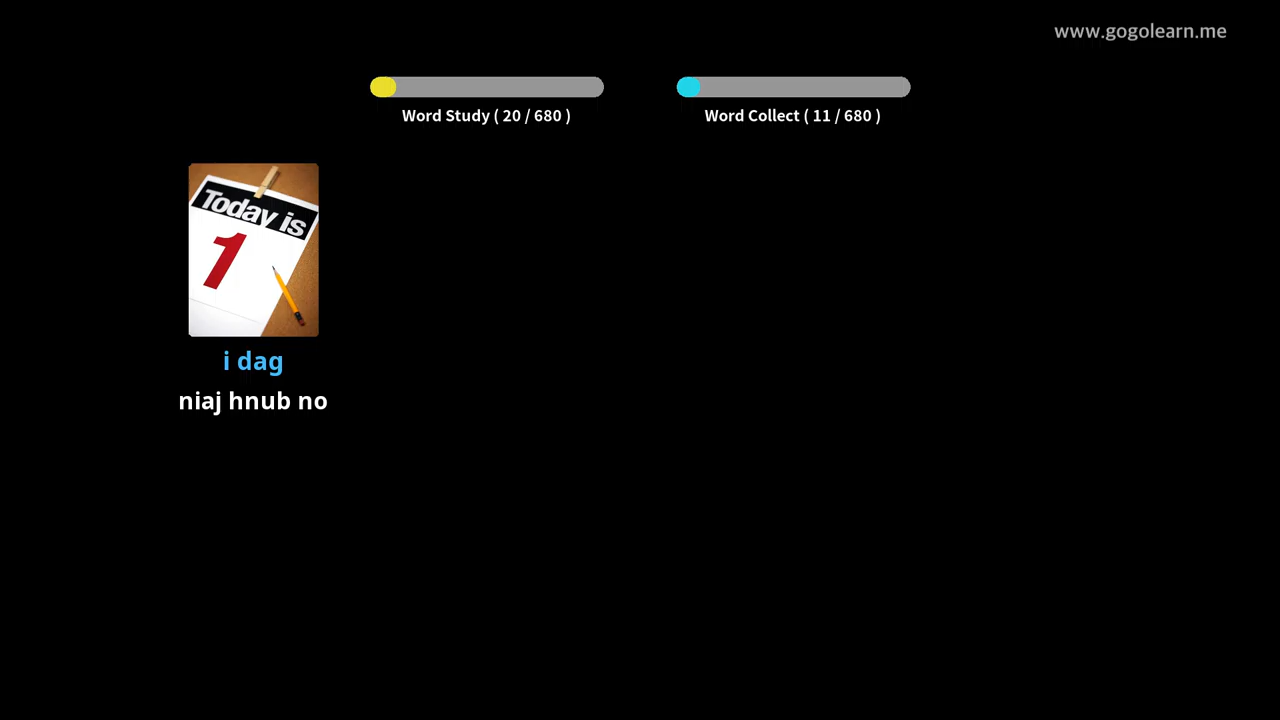 www.gogolearn.me
Word Study ( 20 / 680 )
Word Collect ( 11 / 680 )
Today is
1
i dag
niaj hnub no